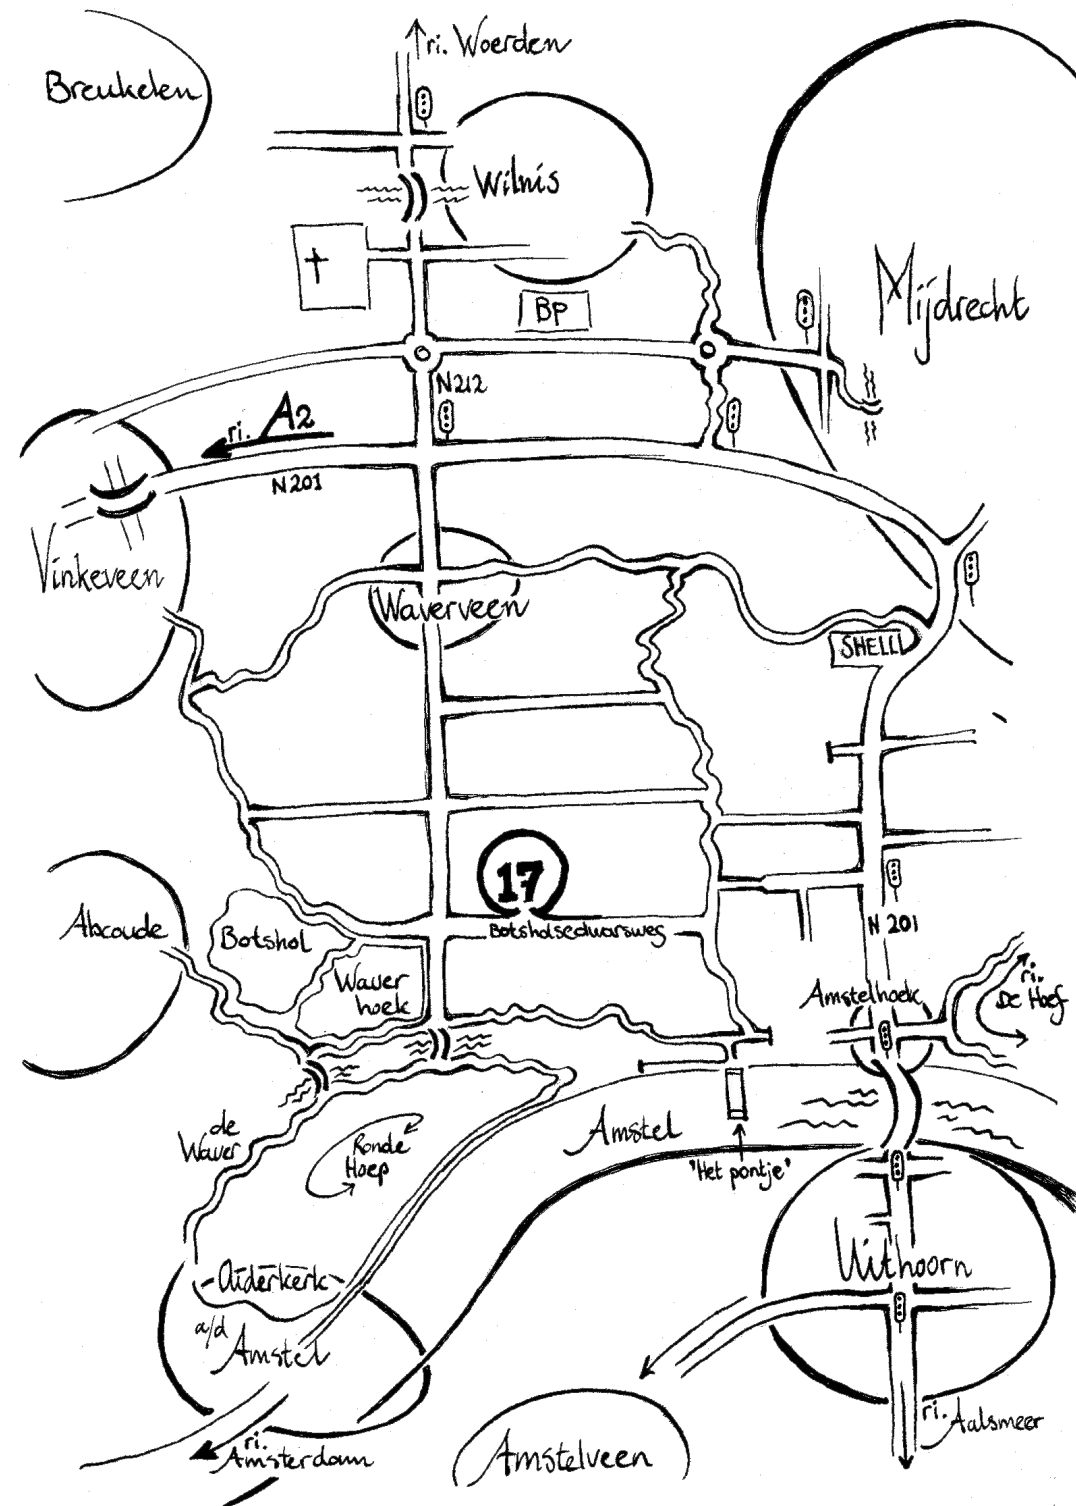 ri. Woerden
Breukelen
Wilnis
Mijdrecht
BP
N212
ri. A2
N201
Vinkeveen
Waverveen
SHELL
17
Botsholsedwarsweg
N 201
Abcoude
Botshol
Waver
hoek
Amstelhoek
ri.
De Hoef
de
Waver
Ronde
Hoep
Amstel
'Het pontje'
Uithoorn
Ouderkerk
a/d
Amstel
ri.
Amsterdam
Amstelveen
ri.
Aalsmeer